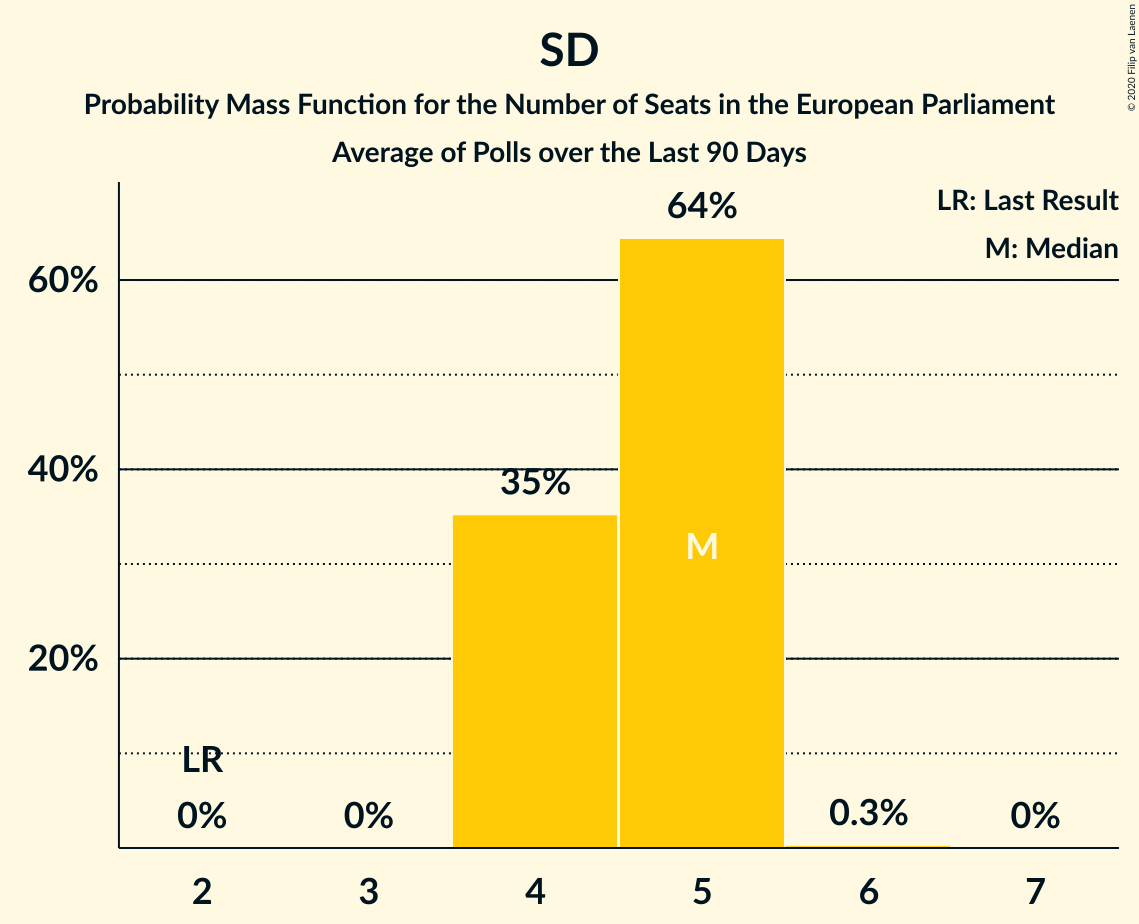 SD
Probability Mass Function for the Number of Seats in the European Parliament
Average of Polls over the Last 90 Days
© 2020 Filip van Laenen
LR: Last Result
M: Median
64%
60%
40%
35%
M
20%
LR
0%
0%
0.3%
0%
2 3 4 5 6 7